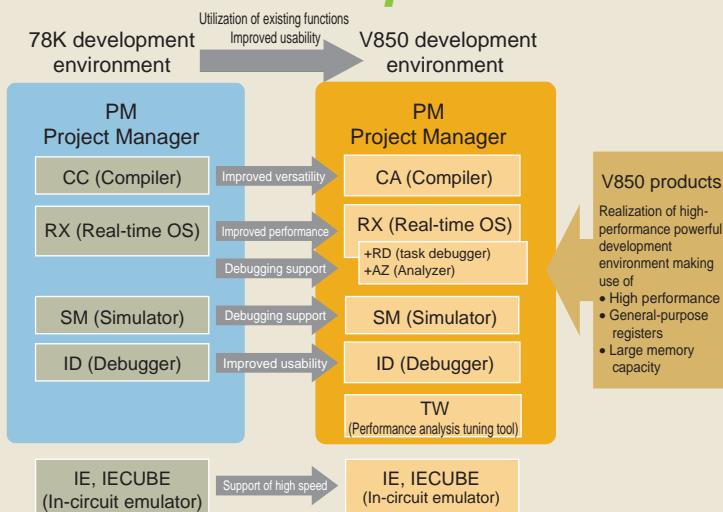 Utilization of existing functions
Improved usability
78K development
environment
V850 development
environment
PM
Project Manager
CC (Compiler)
RX (Real-time OS)
SM (Simulator)
ID (Debugger)
IE, IECUBE
(In-circuit emulator)
Improved versatility
Improved performance
Debugging support
Debugging support
Improved usability
Support of high speed
PM
Project Manager
CA (Compiler)
RX (Real-time OS)
+RD (task debugger)
+AZ (Analyzer)
SM (Simulator)
ID (Debugger)
TW
(Performance analysis tuning tool)
IE, IECUBE
(In-circuit emulator)
V850 products
Realization of high-
performance powerful
development
environment making
use of
• High performance
• General-purpose
registers
• Large memory
capacity